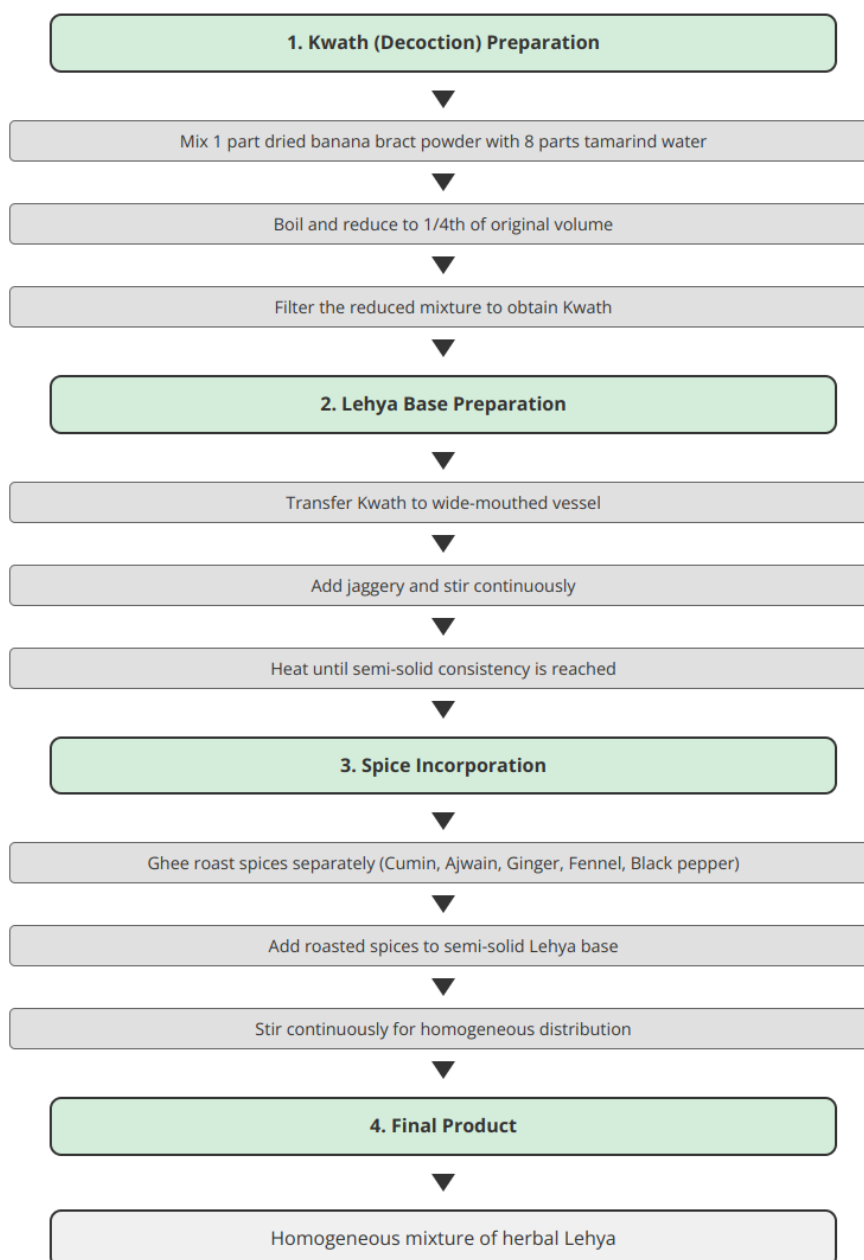 1. Kwath (Decoction) Preparation
Mix 1 part dried banana bract powder with 8 parts tamarind water
Boil and reduce to 1/4th of original volume
Filter the reduced mixture to obtain Kwath
2. Lehya Base Preparation
Transfer Kwath to wide-mouthed vessel
Add jaggery and stir continuously
Heat until semi-solid consistency is reached
3. Spice Incorporation
Ghee roast spices separately (Cumin, Ajwain, Ginger, Fennel, Black pepper)
Add roasted spices to semi-solid Lehya base
Stir continuously for homogeneous distribution
4. Final Product
Homogeneous mixture of herbal Lehya